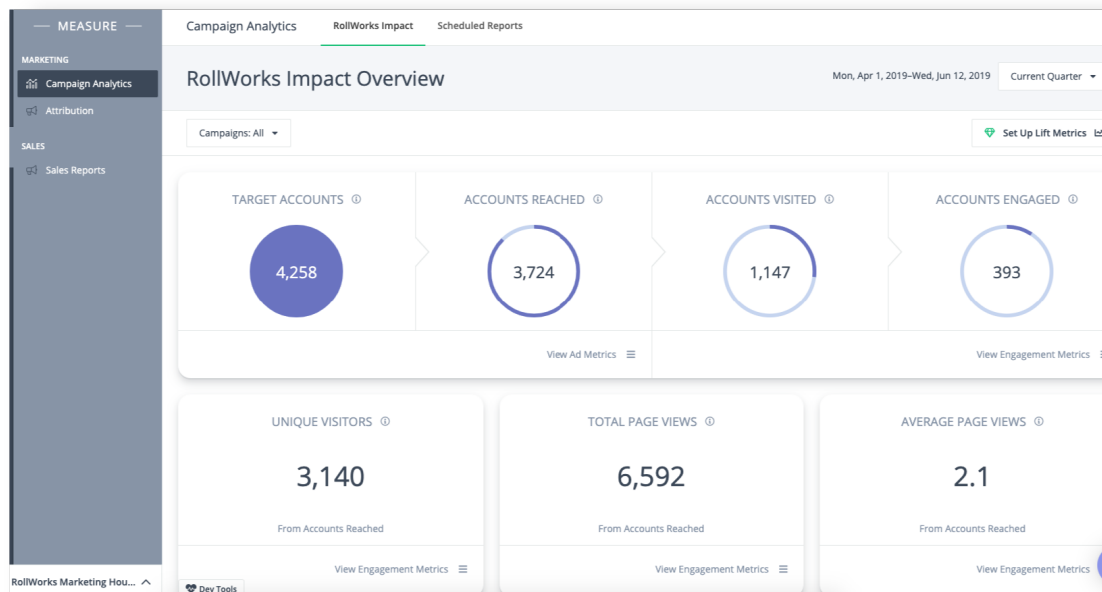 MEASURE
MARKETING
Campaign Analytics
Attribution
SALES
Sales Reports
RollWorks Marketing Hou...
Campaign Analytics
RollWorks Impact
Scheduled Reports
RollWorks Impact Overview
Mon, Apr 1, 2019–Wed, Jun 12, 2019
Current Quarter
Campaigns: All
Set Up Lift Metrics
TARGET ACCOUNTS
4,258
ACCOUNTS REACHED
3,724
ACCOUNTS VISITED
1,147
ACCOUNTS ENGAGED
393
View Ad Metrics
View Engagement Metrics
UNIQUE VISITORS
3,140
From Accounts Reached
View Engagement Metrics
TOTAL PAGE VIEWS
6,592
From Accounts Reached
View Engagement Metrics
AVERAGE PAGE VIEWS
2.1
From Accounts Reached
View Engagement Metrics
Dev Tools